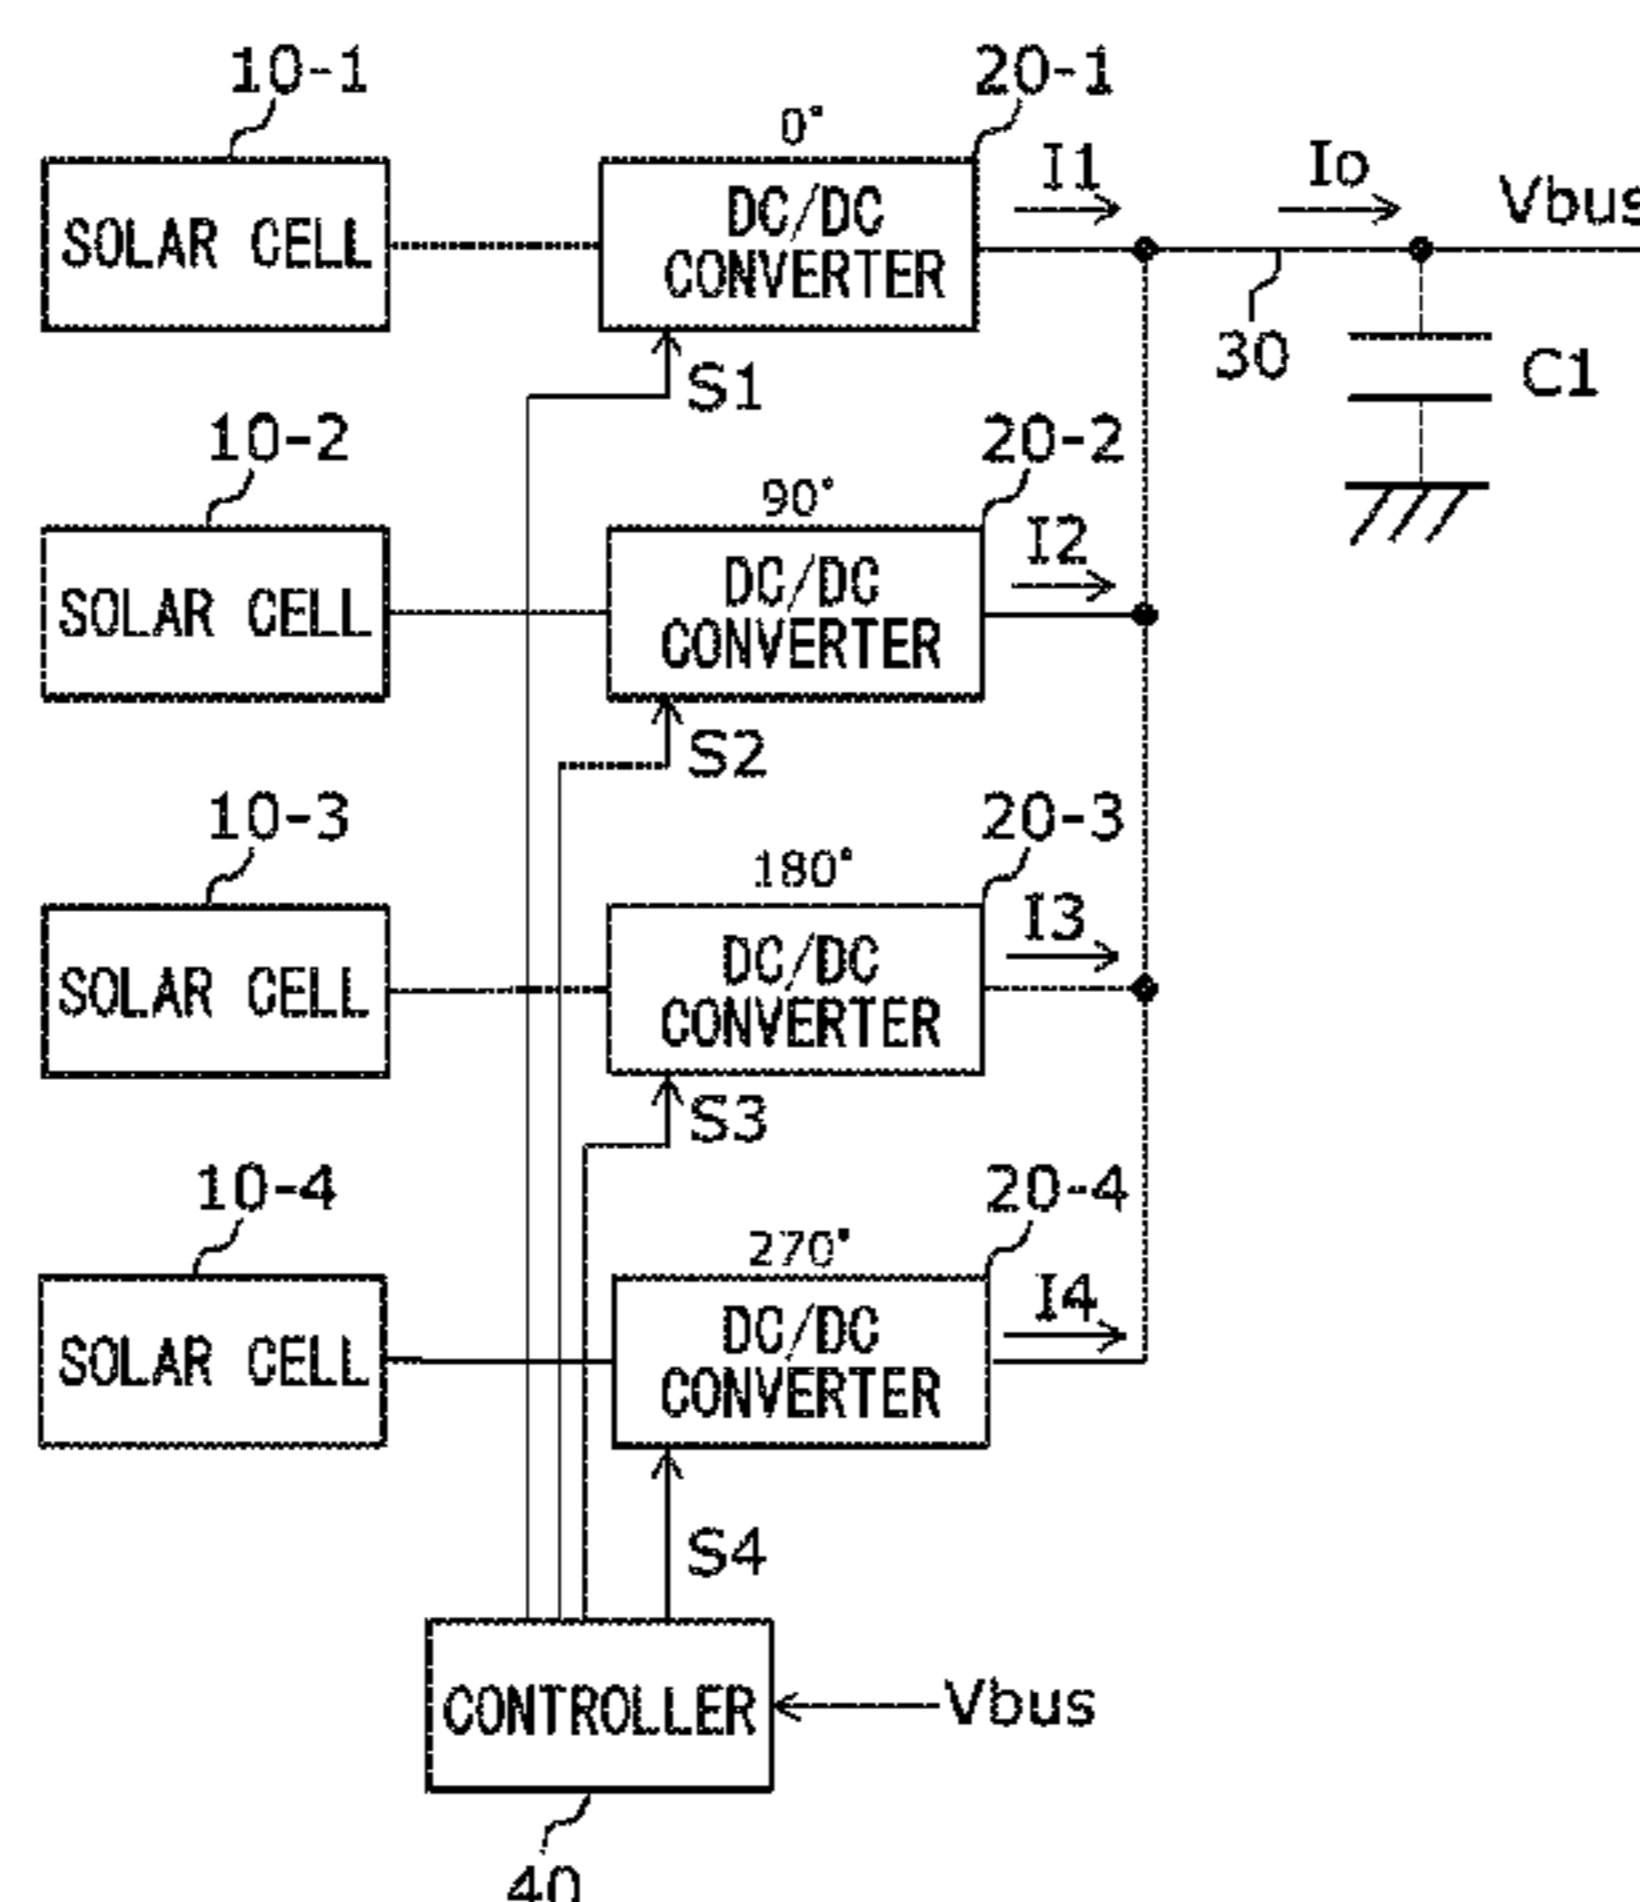 10-1
20-1
0°
I1
Io
Vbus
SOLAR CELL
DC/DC
CONVERTER
30
C1
S1
10-2
20-2
90°
I2
SOLAR CELL
DC/DC
CONVERTER
S2
10-3
20-3
180°
I3
SOLAR CELL
DC/DC
CONVERTER
S3
10-4
20-4
270°
I4
SOLAR CELL
DC/DC
CONVERTER
S4
CONTROLLER
Vbus
40